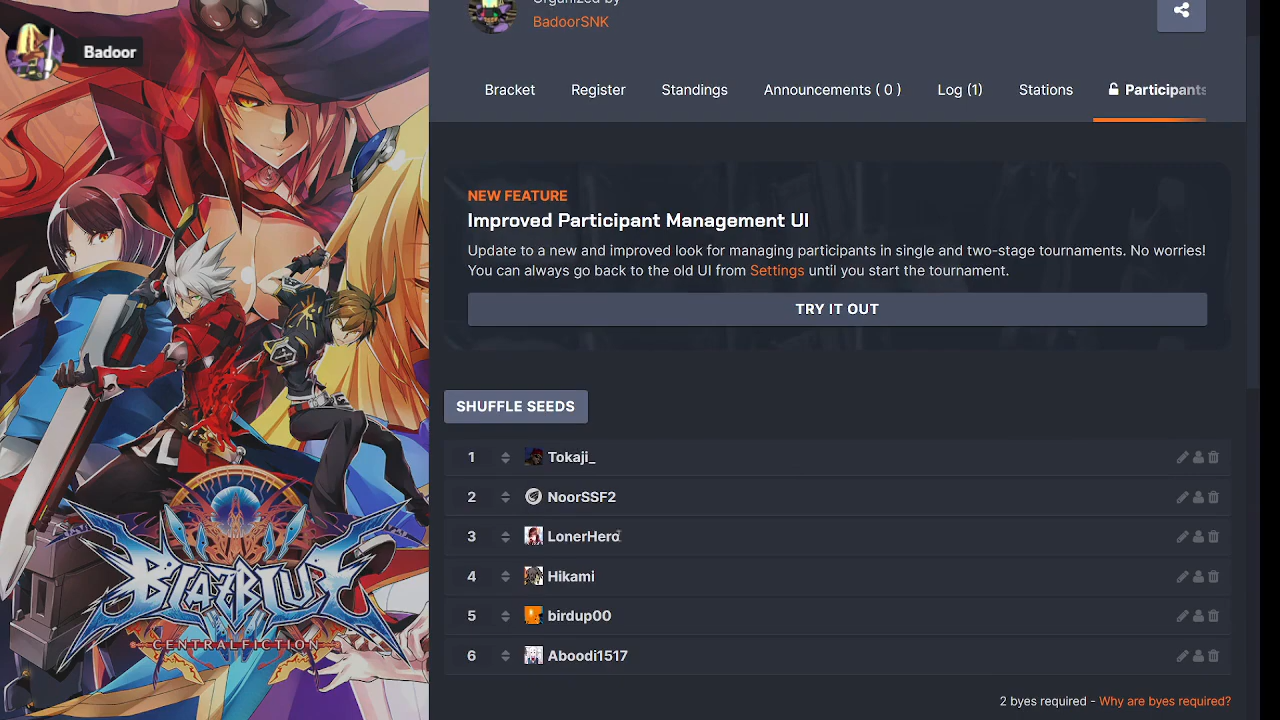 Badoor
BLAZBLUE
CENTRALFICTION
Organized by
BadoorSNK
Bracket Register Standings Announcements ( 0 ) Log (1) Stations Participants
NEW FEATURE
Improved Participant Management UI
Update to a new and improved look for managing participants in single and two-stage tournaments. No worries!
You can always go back to the old UI from Settings until you start the tournament.
TRY IT OUT
SHUFFLE SEEDS
1 Tokaji_
2 NoorSSF2
3 LonerHero
4 Hikami
5 birdup00
6 Aboodi1517
2 byes required - Why are byes required?